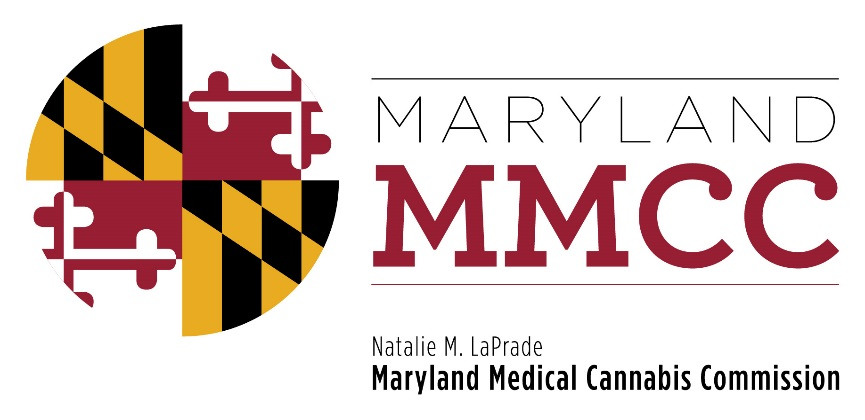 MARYLAND
MMCC
Natalie M. LaPrade
Maryland Medical Cannabis Commission